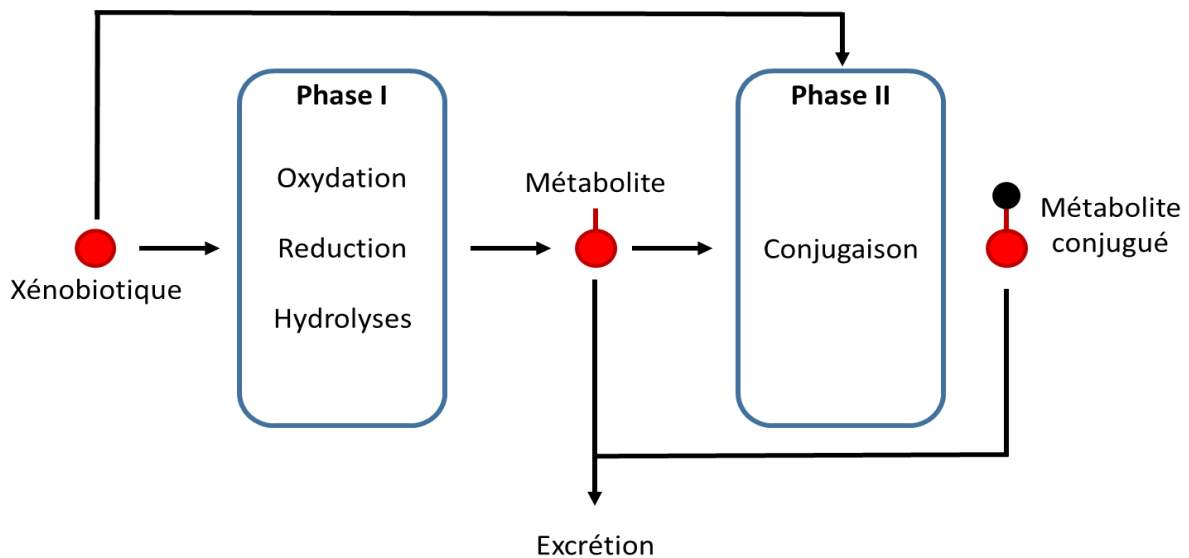 Phase I
Oxydation
Reduction
Hydrolyses
Xénobiotique
Métabolite
Phase II
Conjugaison
Métabolite
conjugué
Excrétion